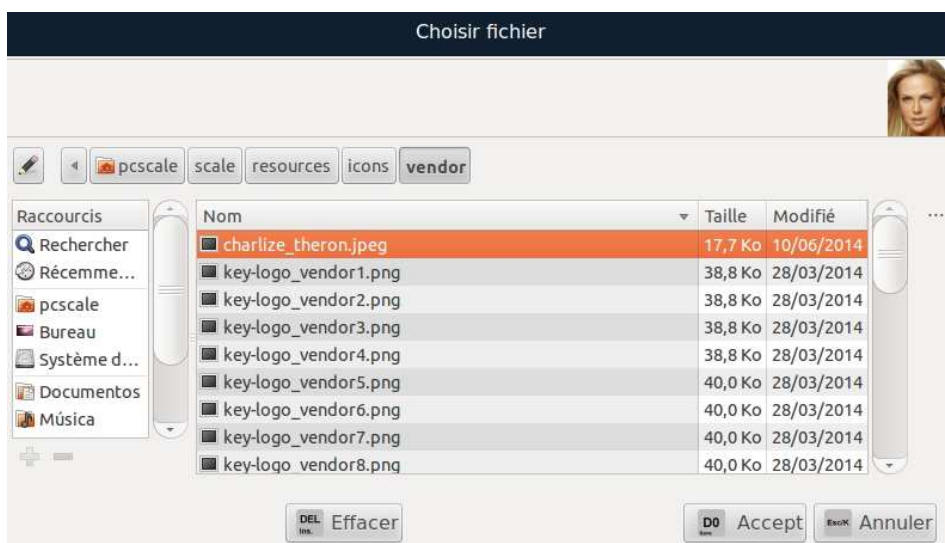 Choisir fichier
pcscale scale resources icons vendor
Raccourcis Nom Taille Modifié ...
Rechercher charlize_theron.jpeg 17,7 Ko 10/06/2014
Récemme... key-logo_vendor1.png 38,8 Ko 28/03/2014
pcscale key-logo_vendor2.png 38,8 Ko 28/03/2014
Bureau key-logo_vendor3.png 38,8 Ko 28/03/2014
Système d... key-logo_vendor4.png 38,8 Ko 28/03/2014
Documentos key-logo_vendor5.png 40,0 Ko 28/03/2014
Música key-logo_vendor6.png 40,0 Ko 28/03/2014
key-logo_vendor7.png 40,0 Ko 28/03/2014
key-logo_vendor8.png 40,0 Ko 28/03/2014
DEL Ins. Effacer D0 Accept Esc/K Annuler